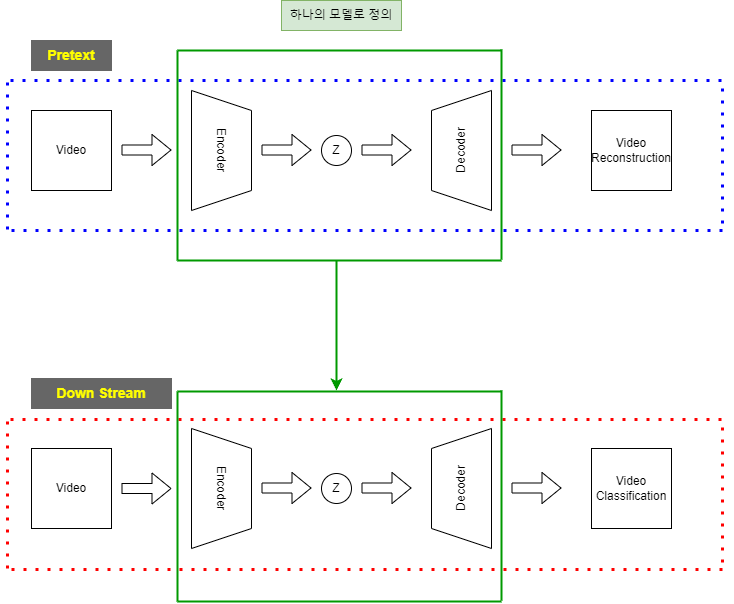 하나의 모델로 정의
Pretext
Video
Encoder
Z
Decoder
Video
Reconstruction
Down Stream
Video
Encoder
Z
Decoder
Video
Classification